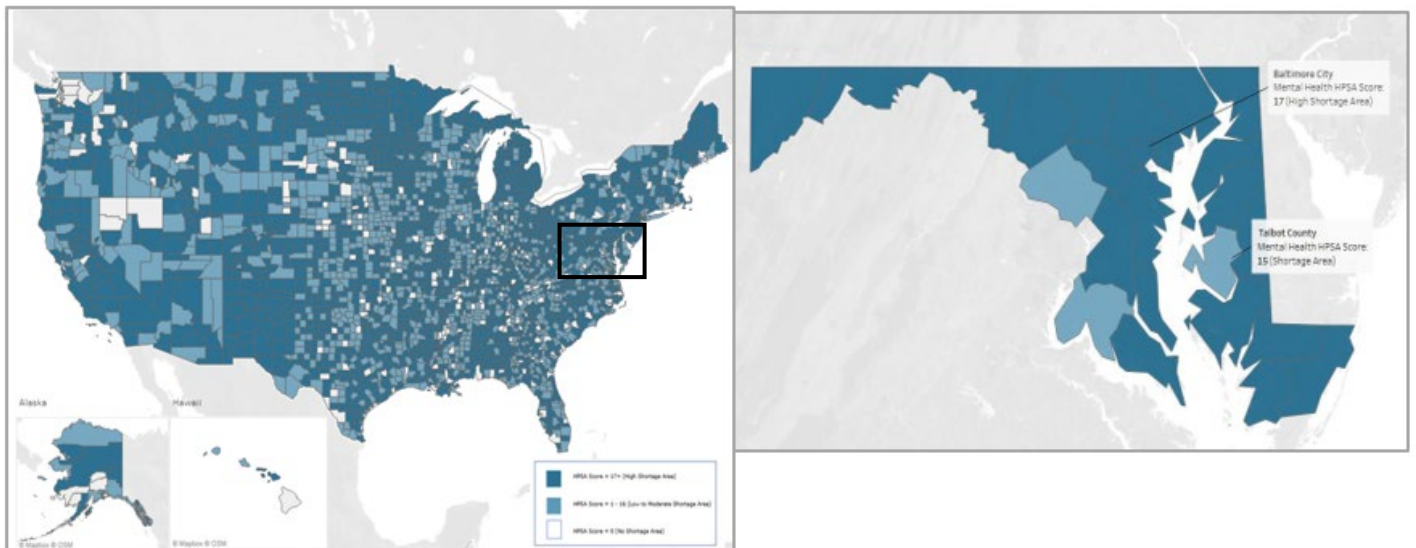 Alaska
Hawaii
© Mapbox © OSM
© Mapbox © OSM
HPSA Score = 17+ (High Shortage Area)
HPSA Score = 1 - 16 (Low to Moderate Shortage Area)
HPSA Score = 0 (No Shortage Area)
Baltimore City
Mental Health HPSA Score:
17 (High Shortage Area)
Talbot County
Mental Health HPSA Score:
15 (Shortage Area)